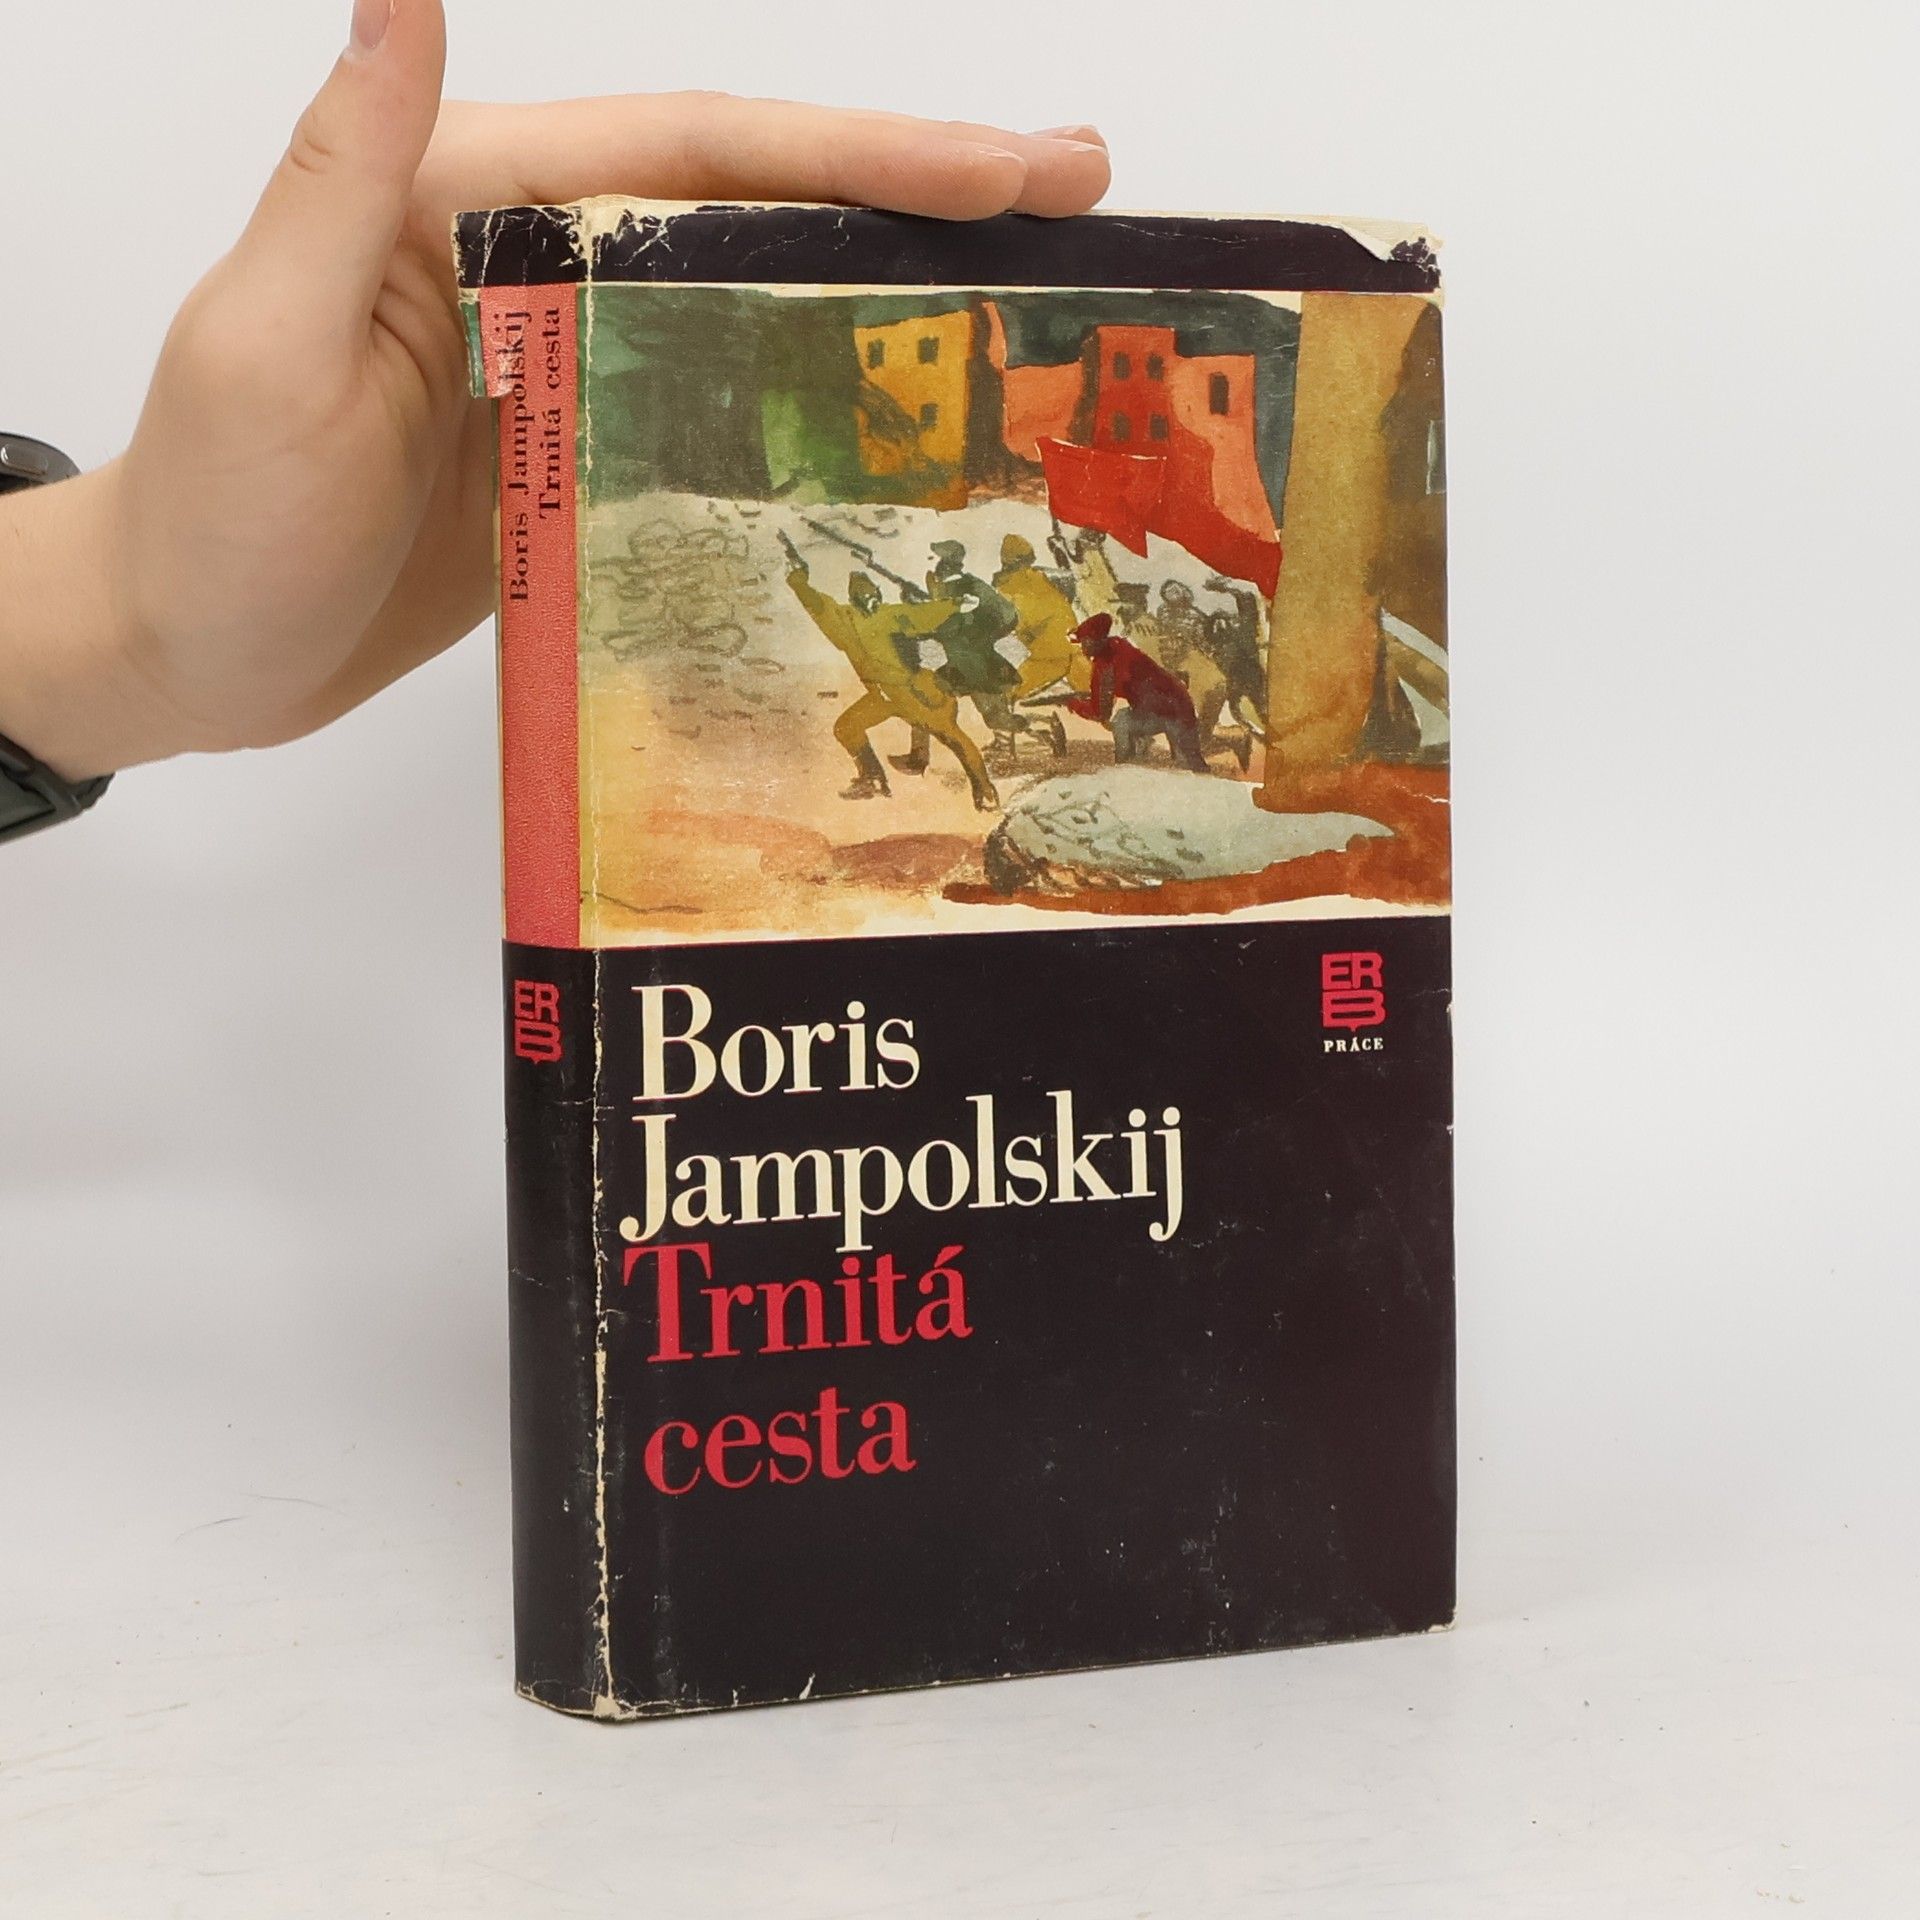 Boris Jampolskij
Trnitá cesta
ERB
ERB
PRÁCE
Boris
Jampolskij
Trnitá
cesta